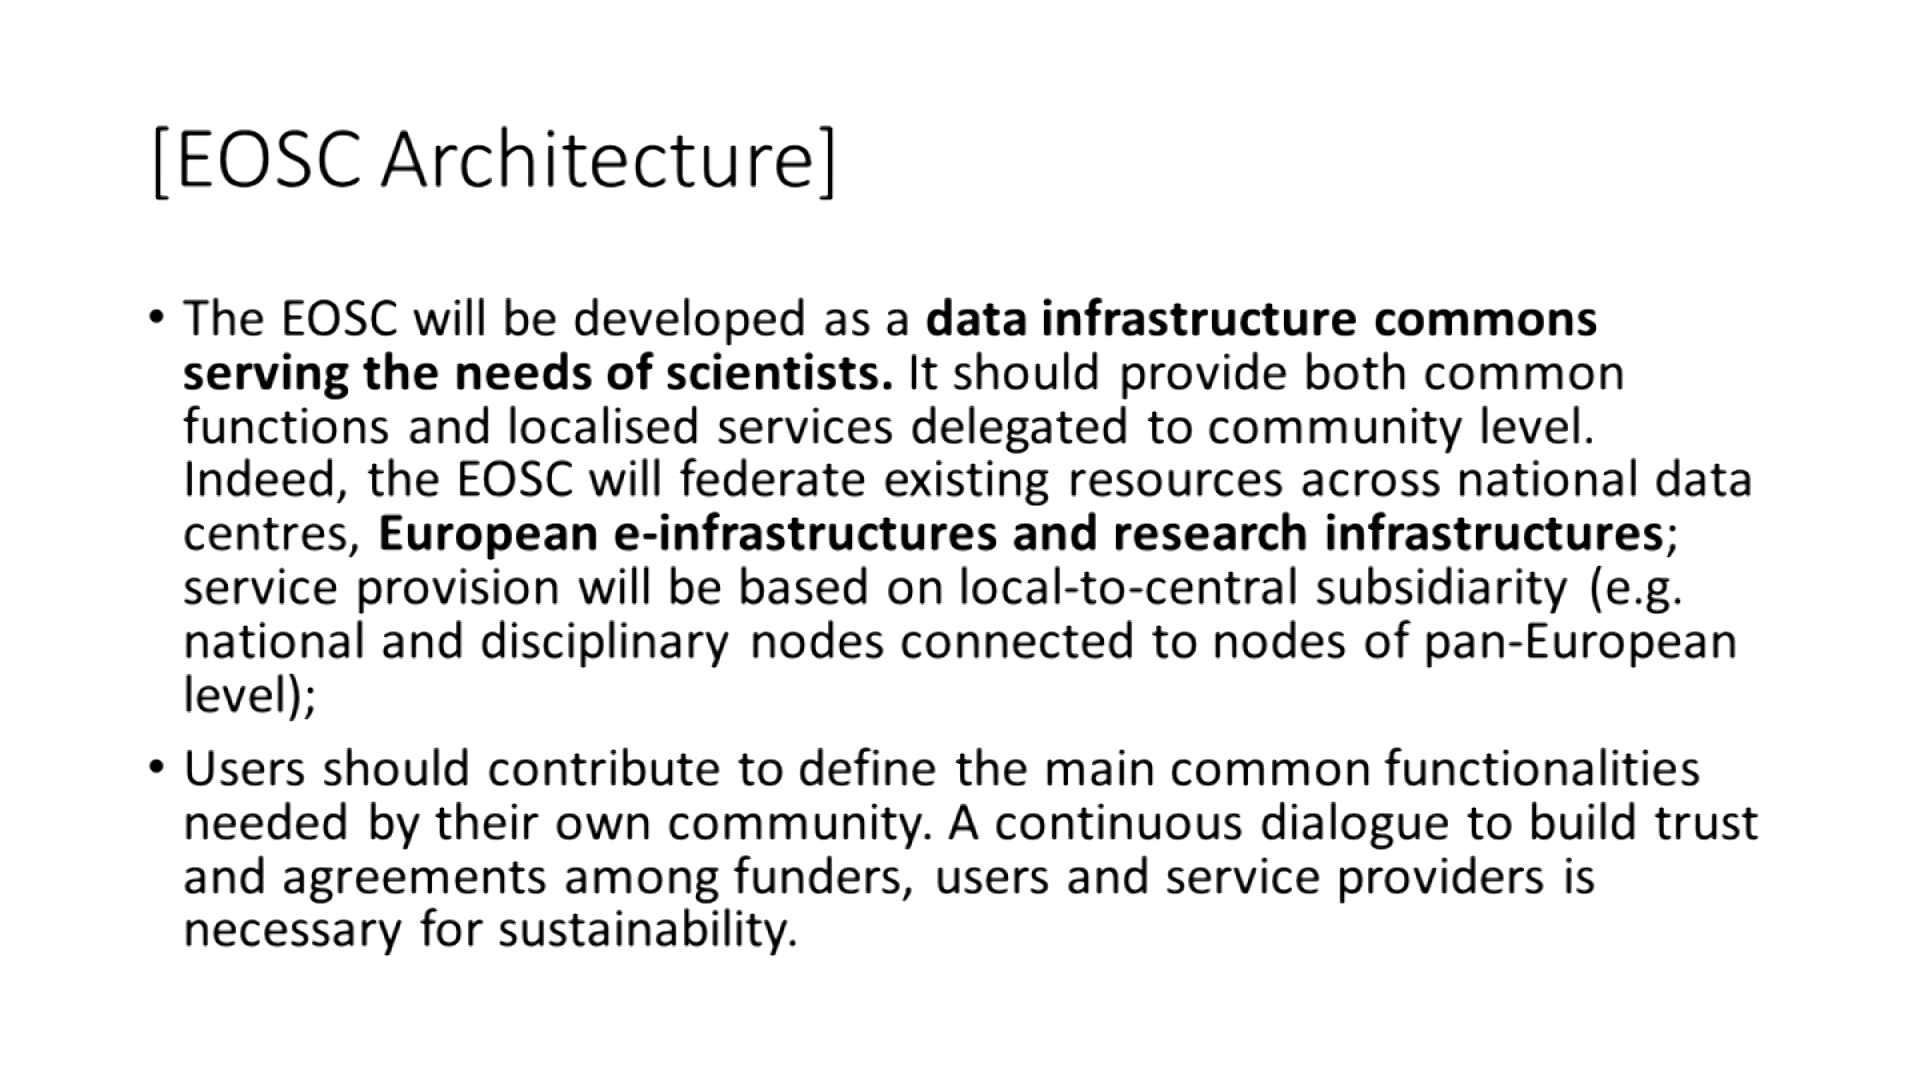 [EOSC Architecture]
• The EOSC will be developed as a data infrastructure commons
serving the needs of scientists. It should provide both common
functions and localised services delegated to community level.
Indeed, the EOSC will federate existing resources across national data
centres, European e-infrastructures and research infrastructures;
service provision will be based on local-to-central subsidiarity (e.g.
national and disciplinary nodes connected to nodes of pan-European
level);
• Users should contribute to define the main common functionalities
needed by their own community. A continuous dialogue to build trust
and agreements among funders, users and service providers is
necessary for sustainability.